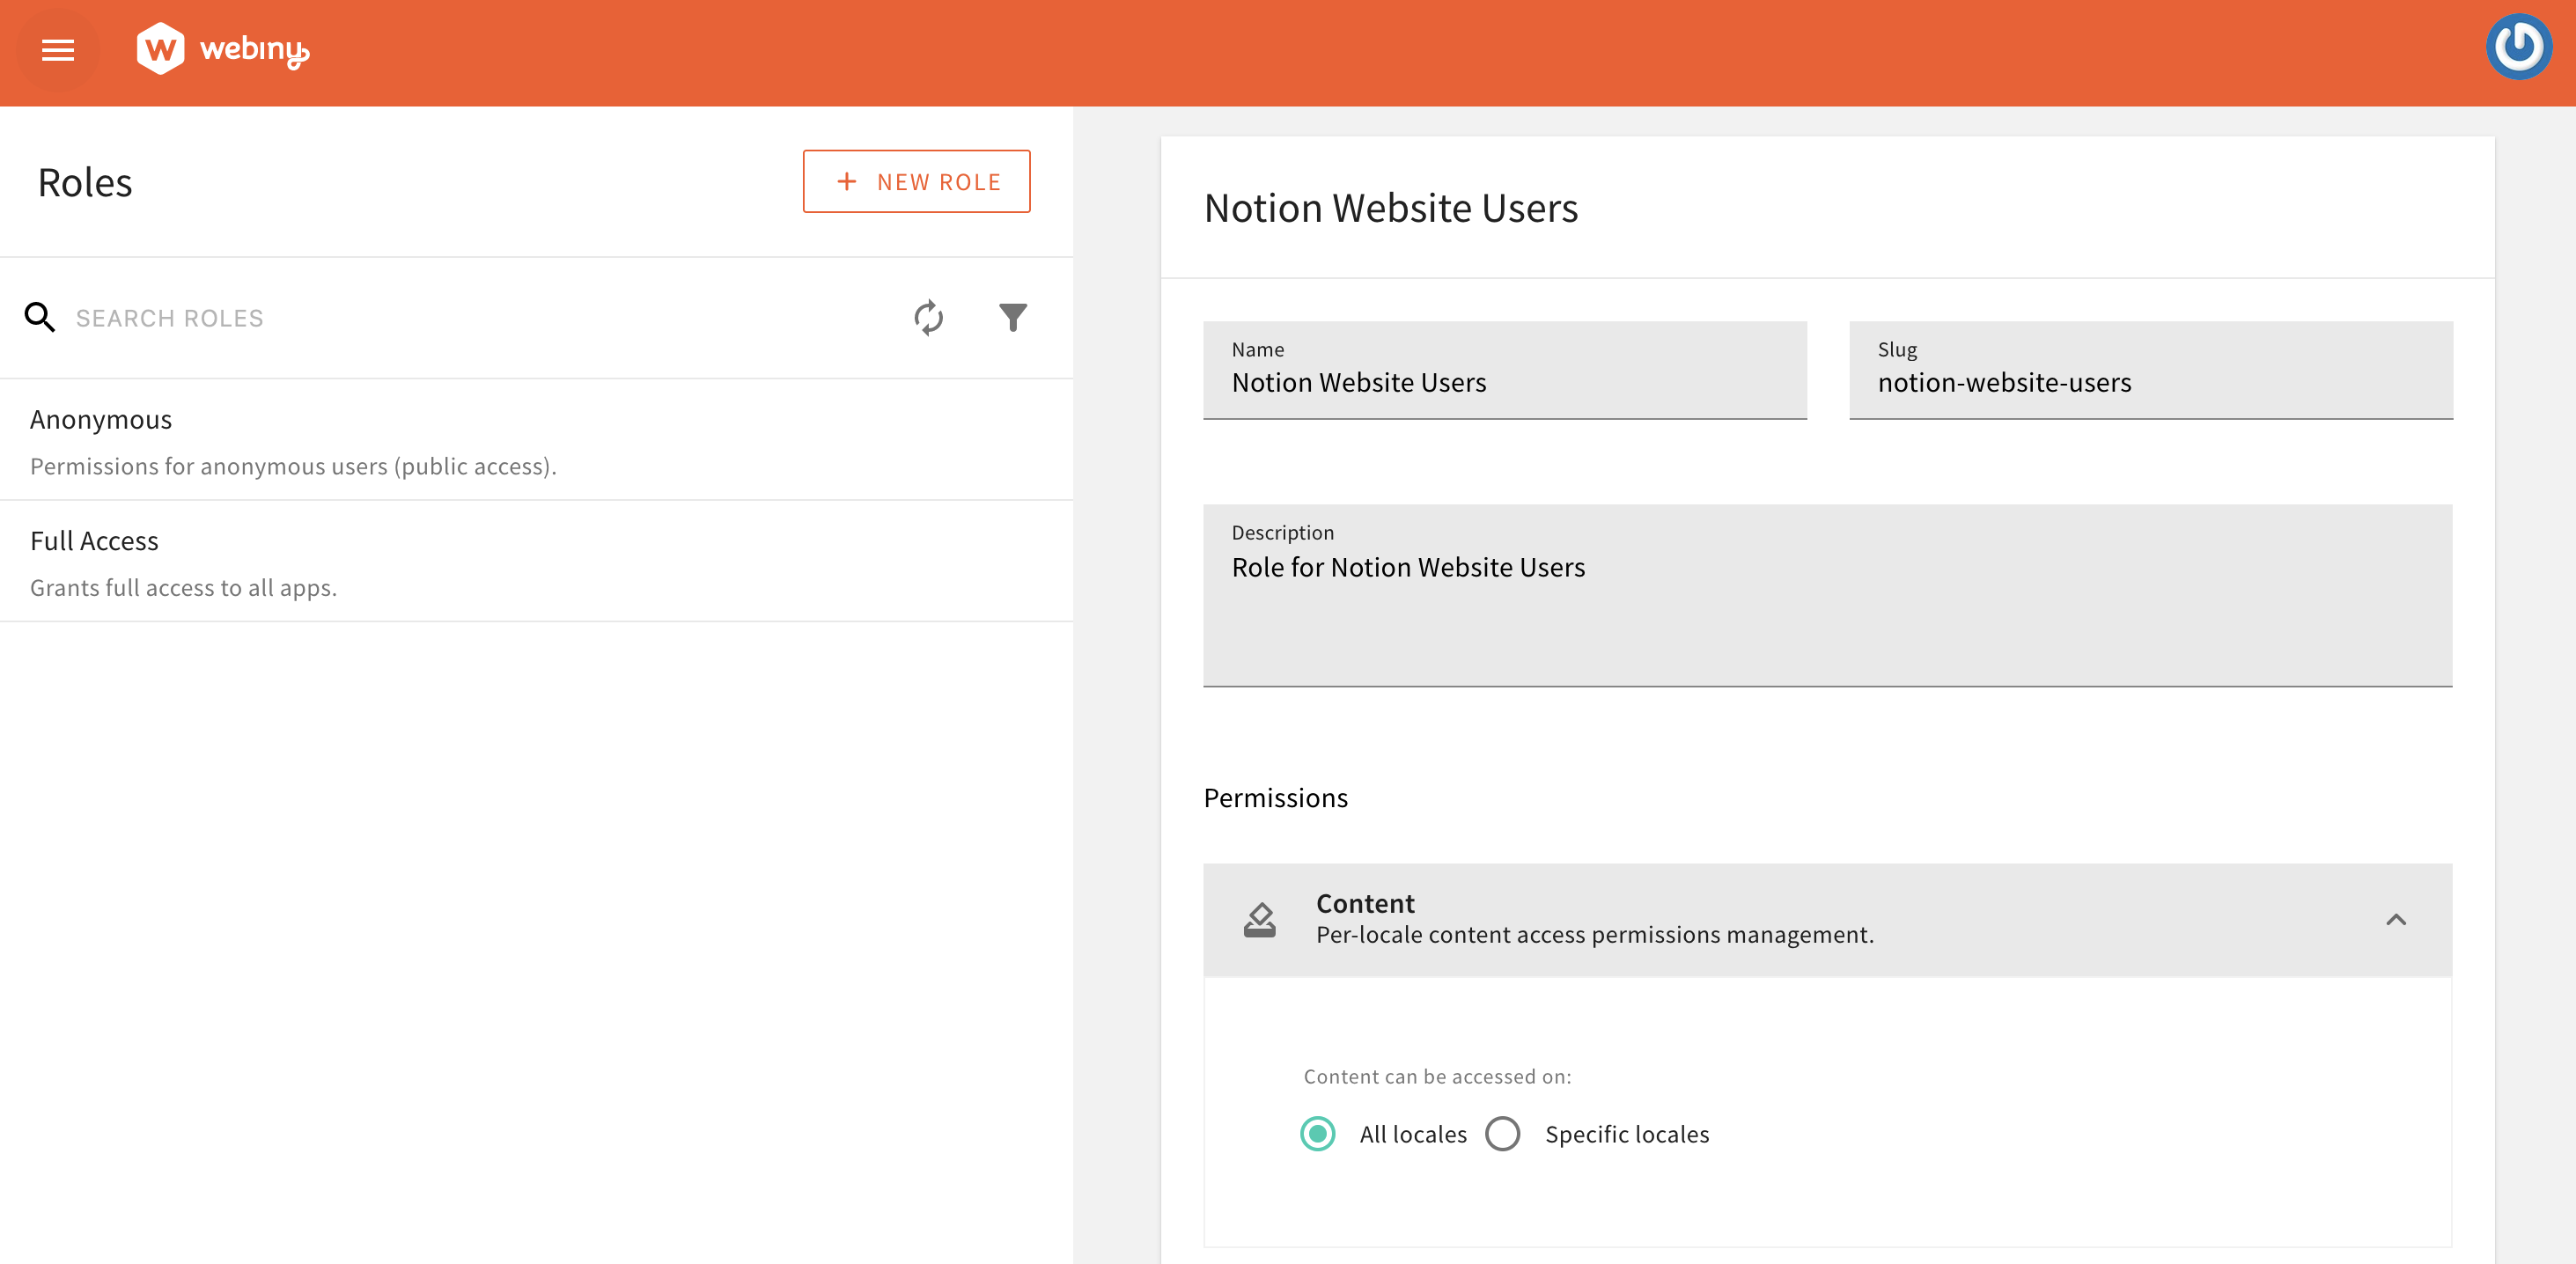 webiny
Roles
+ NEW ROLE
SEARCH ROLES
Anonymous
Permissions for anonymous users (public access).
Full Access
Grants full access to all apps.
Notion Website Users
Name
Notion Website Users
Slug
notion-website-users
Description
Role for Notion Website Users
Permissions
Content
Per-locale content access permissions management.
Content can be accessed on:
All locales
Specific locales